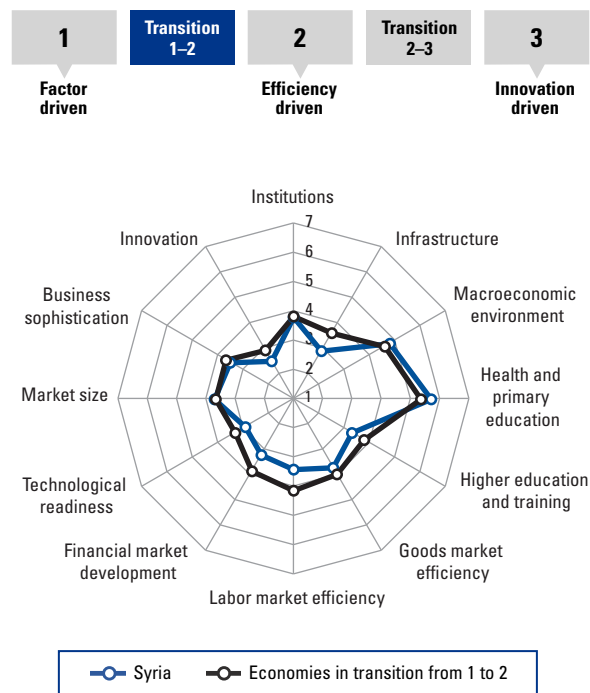 1
Transition
1–2
2
Transition
2–3
3
Factor
driven
Efficiency
driven
Innovation
driven
Institutions
Infrastructure
Macroeconomic
environment
Health and
primary
education
Higher education
and training
Goods market
efficiency
Labor market efficiency
Financial market
development
Technological
readiness
Market size
Business
sophistication
Innovation
7
6
5
4
3
2
1
Syria
Economies in transition from 1 to 2